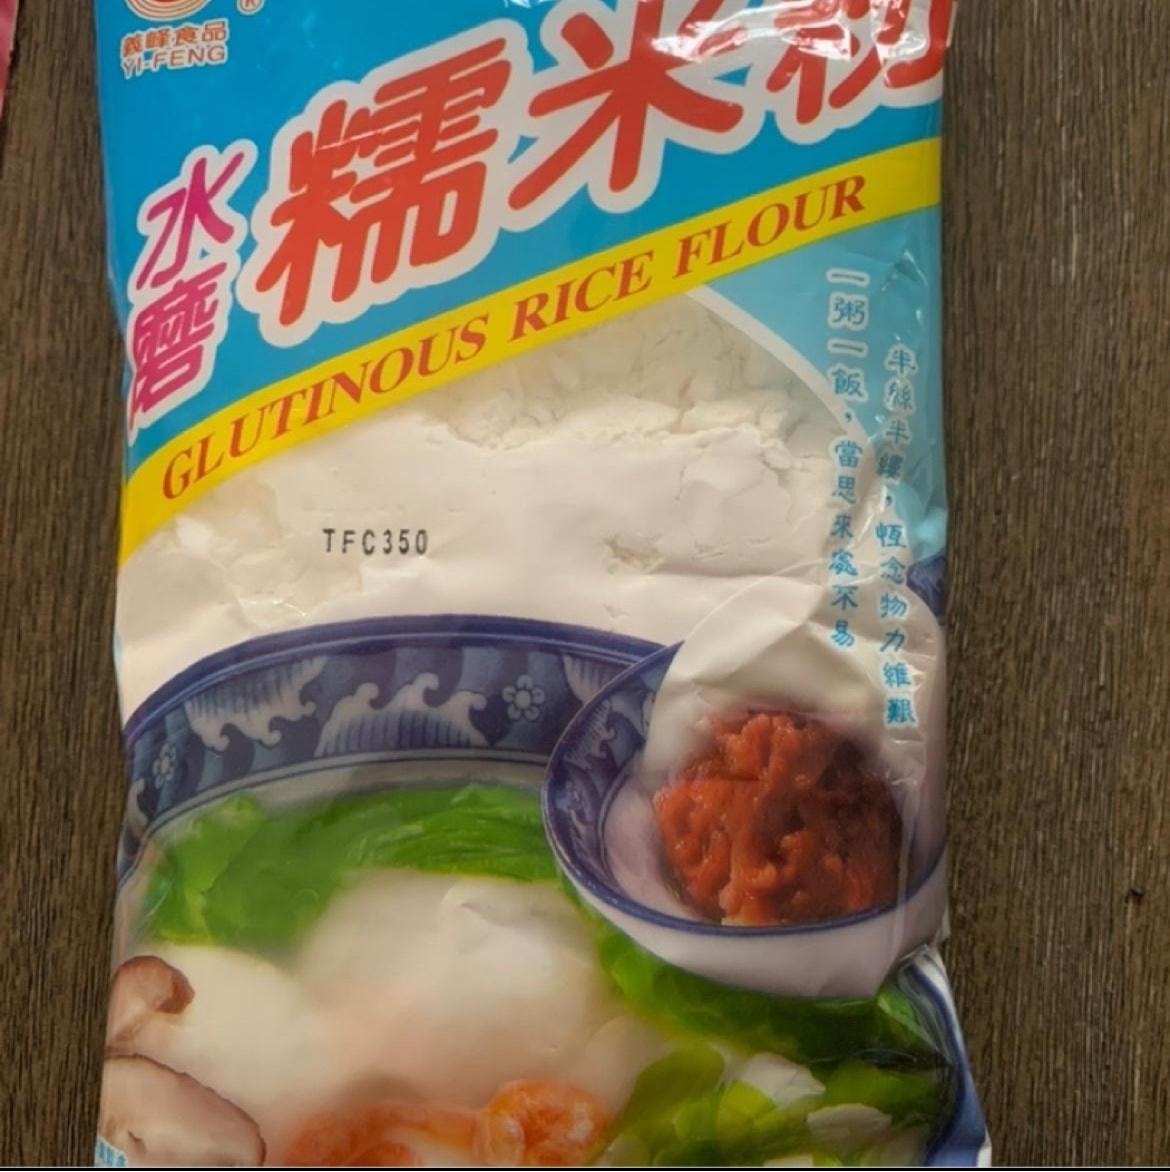 義峰食品
YI-FENG
水磨
糯米粉
GLUTINOUS RICE FLOUR
一粥一飯，當思來處不易
半絲半縷，恆念物力維艱
TFC350